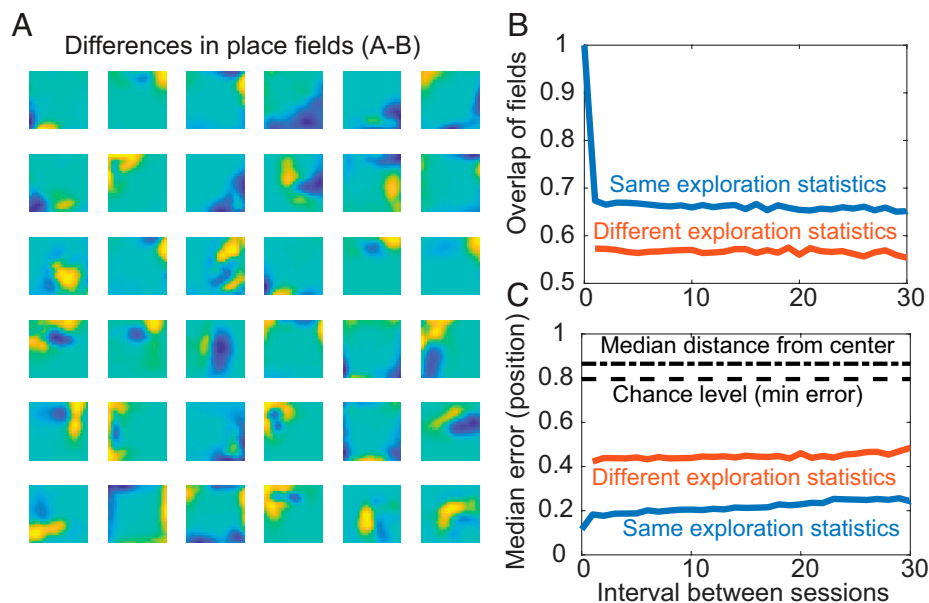 A
Differences in place fields (A-B)
B
Overlap of fields
1
0.9
0.8
0.7
0.6
0.5
Same exploration statistics
Different exploration statistics
0
10
20
30
C
Median error (position)
1
0.8
0.6
0.4
0.2
0
Median distance from center
Chance level (min error)
Different exploration statistics
Same exploration statistics
0
10
20
30
Interval between sessions